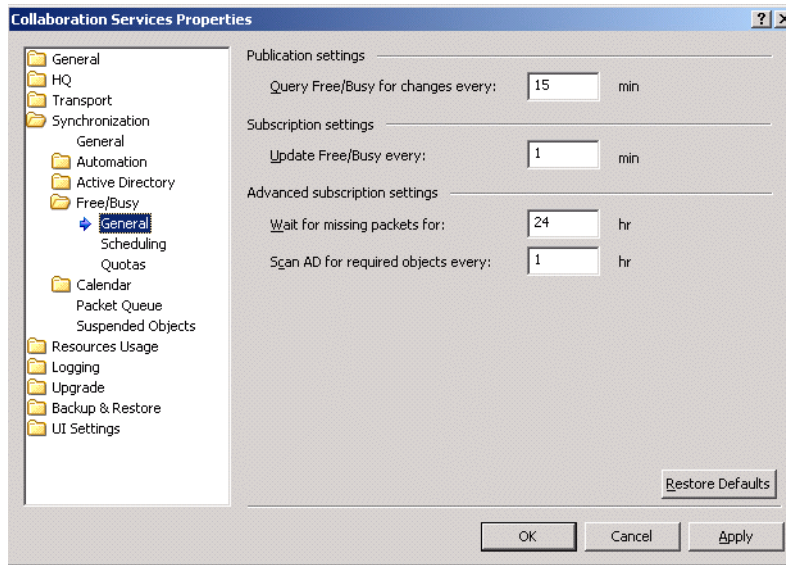 Collaboration Services Properties
General
HQ
Transport
Synchronization
General
Automation
Active Directory
Free/Busy
General
Scheduling
Quotas
Calendar
Packet Queue
Suspended Objects
Resources Usage
Logging
Upgrade
Backup & Restore
UI Settings
Publication settings
Query Free/Busy for changes every: 15 min
Subscription settings
Update Free/Busy every: 1 min
Advanced subscription settings
Wait for missing packets for: 24 hr
Scan AD for required objects every: 1 hr
Restore Defaults
OK Cancel Apply